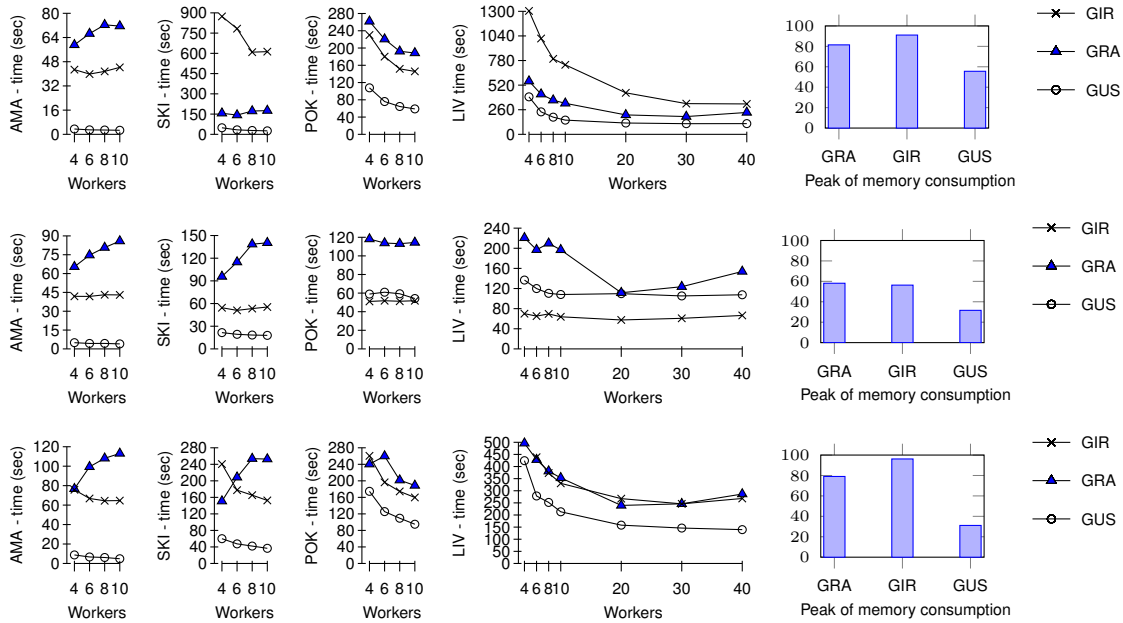 AMA - time (sec)
80
64
48
32
16
0
4 6 8 10
Workers
SKI - time (sec)
900
750
600
450
300
150
0
4 6 8 10
Workers
POK - time (sec)
280
240
200
160
120
80
40
0
4 6 8 10
Workers
LIV time (sec)
1300
1040
780
520
260
0
4 6 8 10 20 30 40
Workers
100
80
60
40
20
0
GRA GIR GUS
Peak of memory consumption
GIR
GRA
GUS
AMA - time (sec)
90
75
60
45
30
15
0
4 6 8 10
Workers
SKI - time (sec)
150
120
90
60
30
0
4 6 8 10
Workers
POK - time (sec)
120
100
80
60
40
20
0
4 6 8 10
Workers
LIV - time (sec)
240
200
160
120
80
40
0
4 6 8 10 20 30 40
Workers
100
80
60
40
20
0
GRA GIR GUS
Peak of memory consumption
GIR
GRA
GUS
AMA - time (sec)
120
100
80
60
40
20
0
4 6 8 10
Workers
SKI - time (sec)
280
240
200
160
120
80
40
0
4 6 8 10
Workers
POK - time (sec)
280
240
200
160
120
80
40
0
4 6 8 10
Workers
LIV - time (sec)
500
450
400
350
300
250
200
150
100
50
0
4 6 8 10 20 30 40
Workers
100
80
60
40
20
0
GRA GIR GUS
Peak of memory consumption
GIR
GRA
GUS